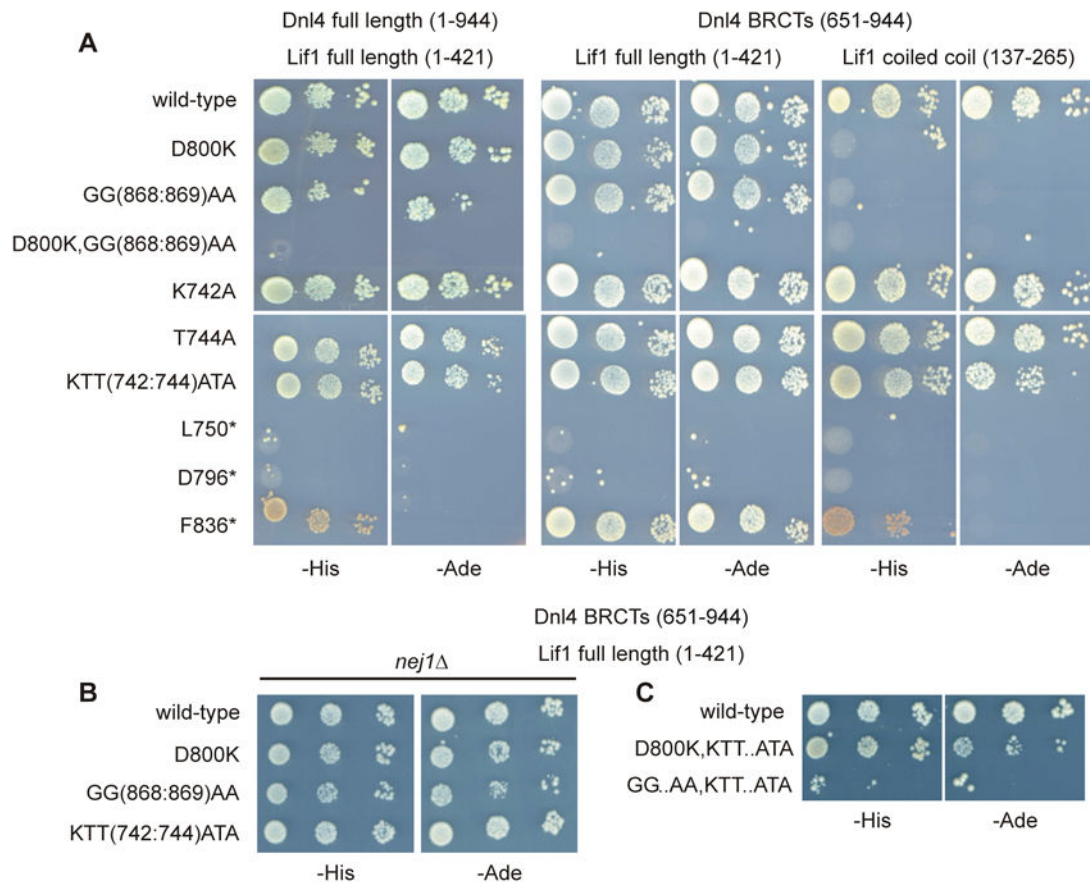 A
Dnl4 full length (1-944)
Lif1 full length (1-421)
Dnl4 BRCTs (651-944)
Lif1 full length (1-421)
Lif1 coiled coil (137-265)
wild-type
D800K
GG(868:869)AA
D800K,GG(868:869)AA
K742A
T744A
KTT(742:744)ATA
L750*
D796*
F836*
-His
-Ade
-His
-Ade
-His
-Ade
Dnl4 BRCTs (651-944)
Lif1 full length (1-421)
B
nej1Δ
wild-type
D800K
GG(868:869)AA
KTT(742:744)ATA
-His
-Ade
C
wild-type
D800K,KTT..ATA
GG..AA,KTT..ATA
-His
-Ade